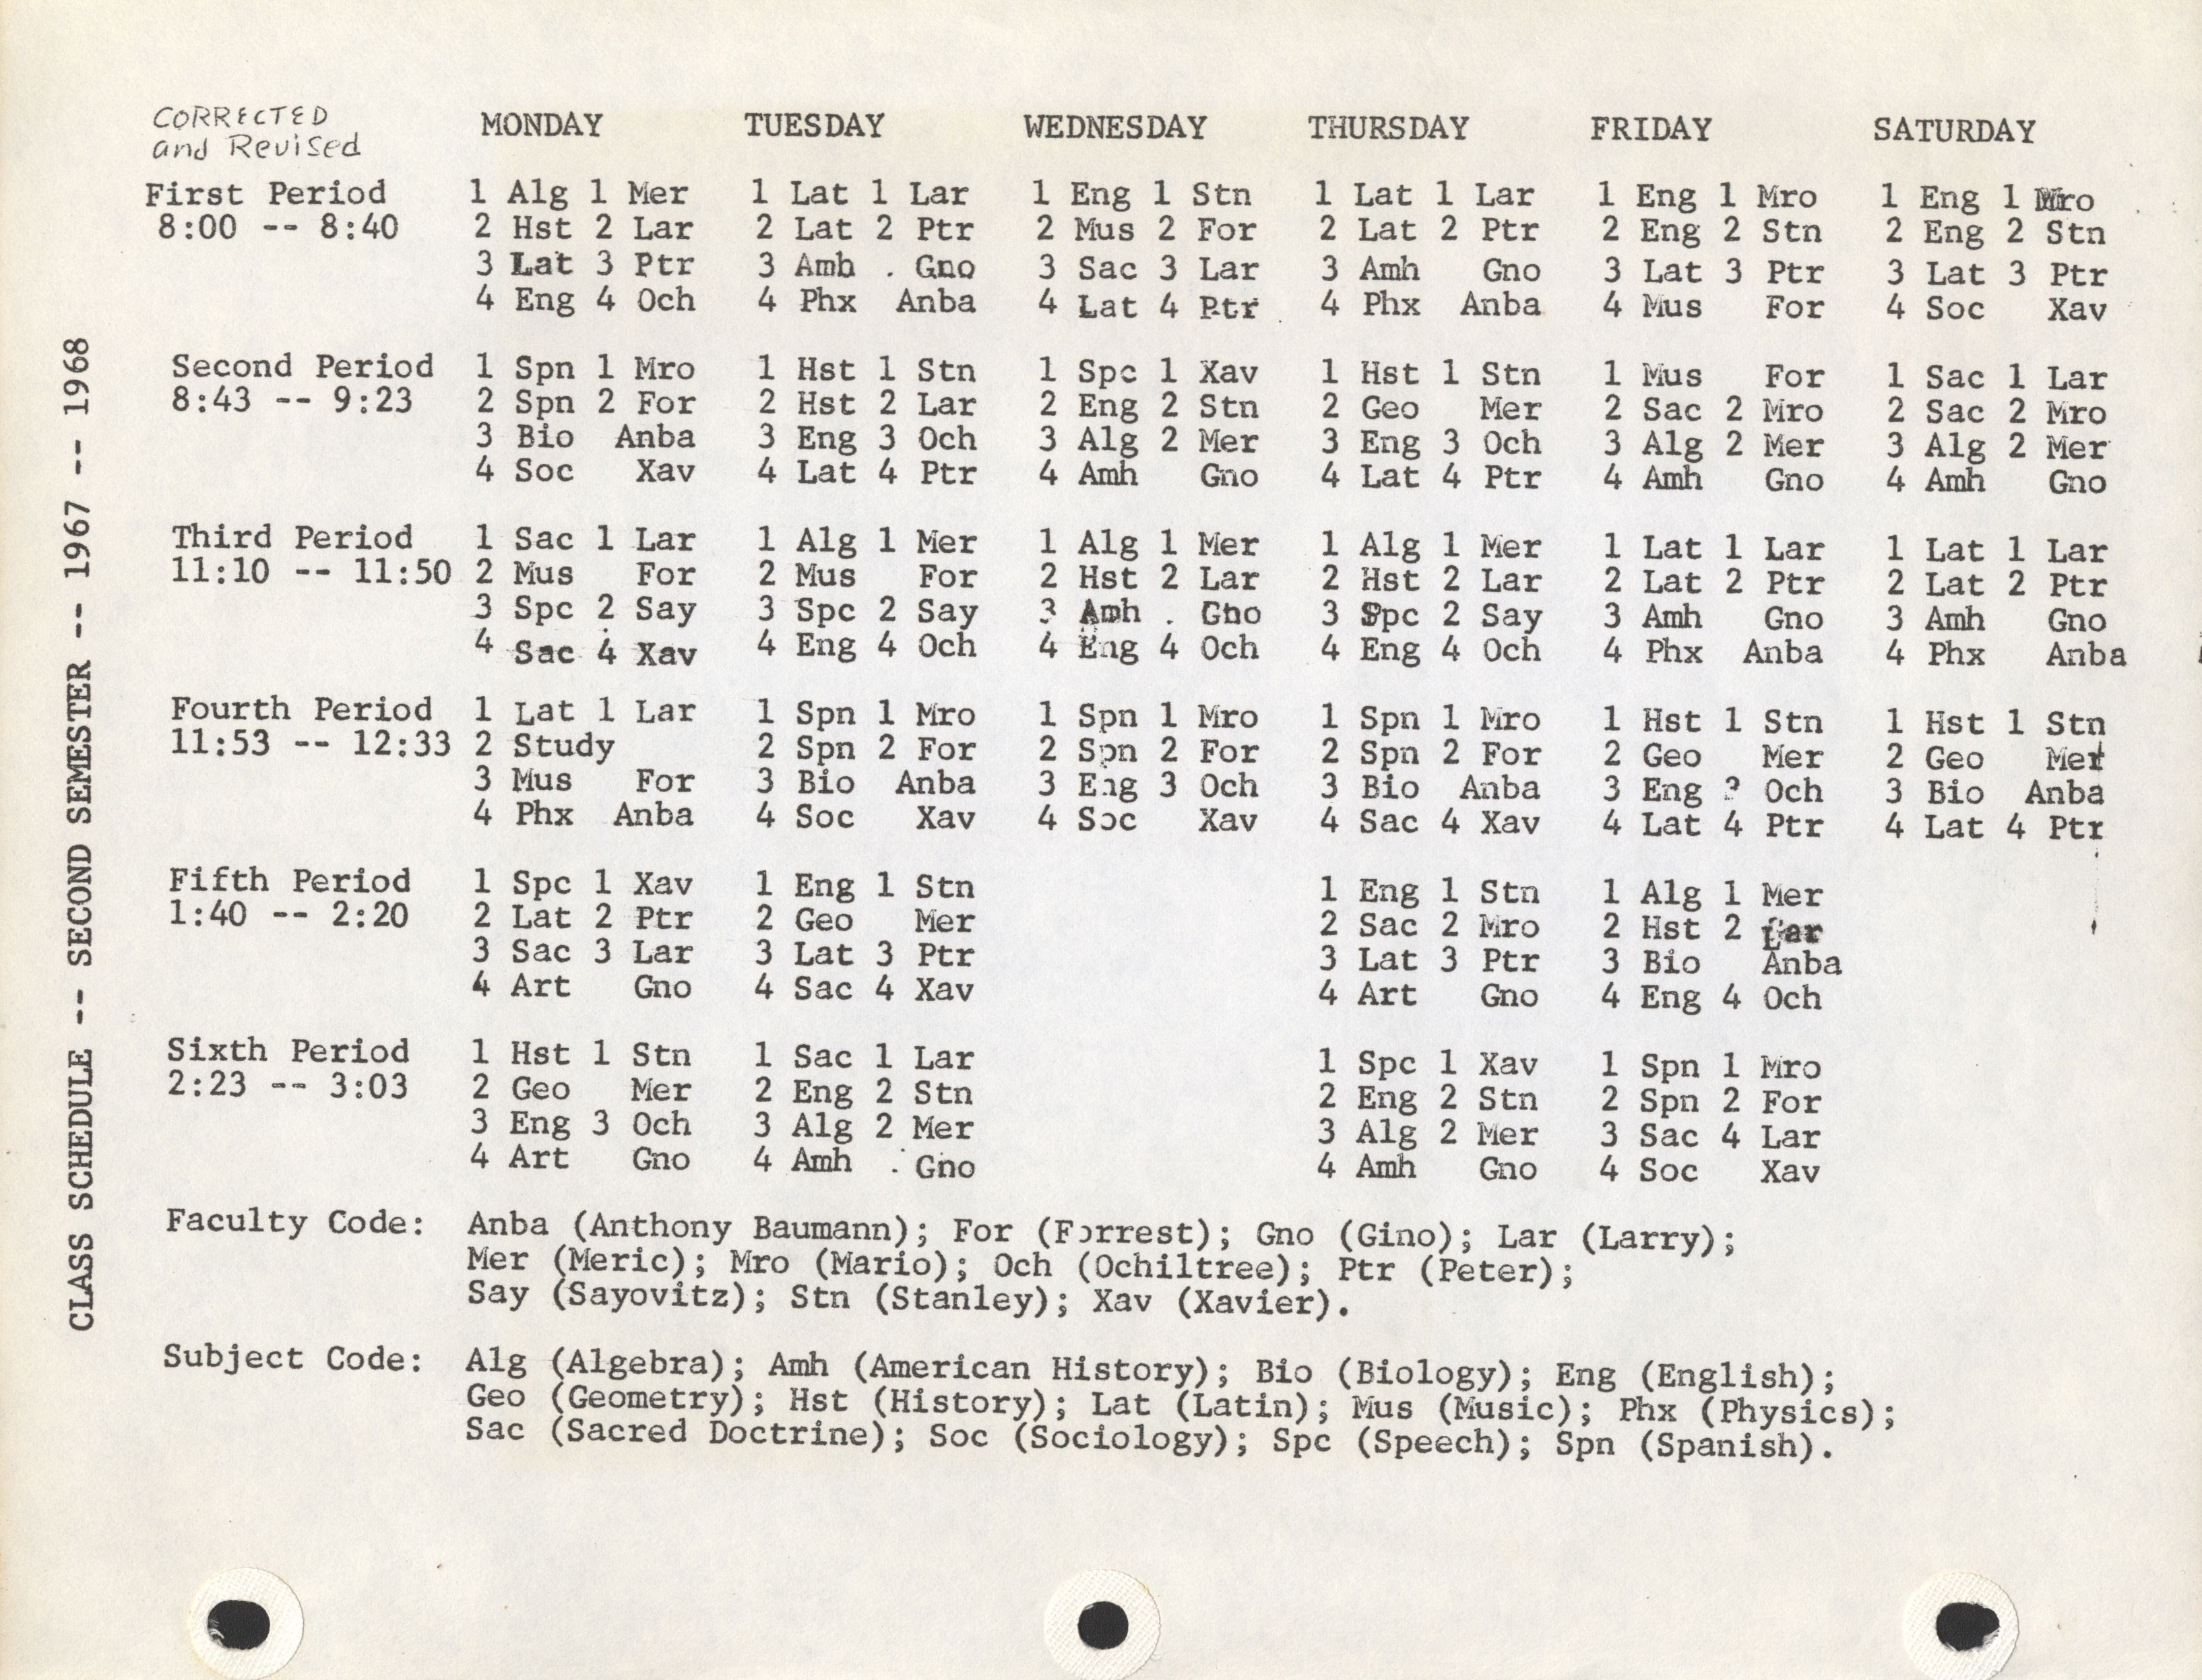 CORRECTED
and Revised
MONDAY TUESDAY WEDNESDAY THURSDAY FRIDAY SATURDAY
First Period 1 Alg 1 Mer 1 Lat 1 Lar 1 Eng 1 Stn 1 Lat 1 Lar 1 Eng 1 Mro 1 Eng 1 Mro
8:00 -- 8:40 2 Hst 2 Lar 2 Lat 2 Ptr 2 Mus 2 For 2 Lat 2 Ptr 2 Eng 2 Stn 2 Eng 2 Stn
3 Lat 3 Ptr 3 Amh . Gno 3 Sac 3 Lar 3 Amh Gno 3 Lat 3 Ptr 3 Lat 3 Ptr
4 Eng 4 Och 4 Phx Anba 4 Lat 4 Ptr 4 Phx Anba 4 Mus For 4 Soc Xav
Second Period 1 Spn 1 Mro 1 Hst 1 Stn 1 Spc 1 Xav 1 Hst 1 Stn 1 Mus For 1 Sac 1 Lar
8:43 -- 9:23 2 Spn 2 For 2 Hst 2 Lar 2 Eng 2 Stn 2 Geo Mer 2 Sac 2 Mro 2 Sac 2 Mro
3 Bio Anba 3 Eng 3 Och 3 Alg 2 Mer 3 Eng 3 Och 3 Alg 2 Mer 3 Alg 2 Mer
4 Soc Xav 4 Lat 4 Ptr 4 Amh Gno 4 Lat 4 Ptr 4 Amh Gno 4 Amh Gno
Third Period 1 Sac 1 Lar 1 Alg 1 Mer 1 Alg 1 Mer 1 Alg 1 Mer 1 Lat 1 Lar 1 Lat 1 Lar
11:10 -- 11:50 2 Mus For 2 Mus For 2 Hst 2 Lar 2 Hst 2 Lar 2 Lat 2 Ptr 2 Lat 2 Ptr
3 Spc 2 Say 3 Spc 2 Say 3 Amh . Gno 3 Spc 2 Say 3 Amh Gno 3 Amh Gno
4 Sac 4 Xav 4 Eng 4 Och 4 Eng 4 Och 4 Eng 4 Och 4 Phx Anba 4 Phx Anba
Fourth Period 1 Lat 1 Lar 1 Spn 1 Mro 1 Spn 1 Mro 1 Spn 1 Mro 1 Hst 1 Stn 1 Hst 1 Stn
11:53 -- 12:33 2 Study 2 Spn 2 For 2 Spn 2 For 2 Spn 2 For 2 Geo Mer 2 Geo Mer
3 Mus For 3 Bio Anba 3 Eng 3 Och 3 Bio Anba 3 Eng 3 Och 3 Bio Anba
4 Phx Anba 4 Soc Xav 4 Soc Xav 4 Sac 4 Xav 4 Lat 4 Ptr 4 Lat 4 Ptr
Fifth Period 1 Spc 1 Xav 1 Eng 1 Stn 1 Eng 1 Stn 1 Alg 1 Mer
1:40 -- 2:20 2 Lat 2 Ptr 2 Geo Mer 2 Sac 2 Mro 2 Hst 2 Lar
3 Sac 3 Lar 3 Lat 3 Ptr 3 Lat 3 Ptr 3 Bio Anba
4 Art Gno 4 Sac 4 Xav 4 Art Gno 4 Eng 4 Och
Sixth Period 1 Hst 1 Stn 1 Sac 1 Lar 1 Spc 1 Xav 1 Spn 1 Mro
2:23 -- 3:03 2 Geo Mer 2 Eng 2 Stn 2 Eng 2 Stn 2 Spn 2 For
3 Eng 3 Och 3 Alg 2 Mer 3 Alg 2 Mer 3 Sac 4 Lar
4 Art Gno 4 Amh . Gno 4 Amh Gno 4 Soc Xav
Faculty Code: Anba (Anthony Baumann); For (Forrest); Gno (Gino); Lar (Larry);
Mer (Meric); Mro (Mario); Och (Ochiltree); Ptr (Peter);
Say (Sayovitz); Stn (Stanley); Xav (Xavier).
Subject Code: Alg (Algebra); Amh (American History); Bio (Biology); Eng (English);
Geo (Geometry); Hst (History); Lat (Latin); Mus (Music); Phx (Physics);
Sac (Sacred Doctrine); Soc (Sociology); Spc (Speech); Spn (Spanish).
CLASS SCHEDULE -- SECOND SEMESTER -- 1967 -- 1968